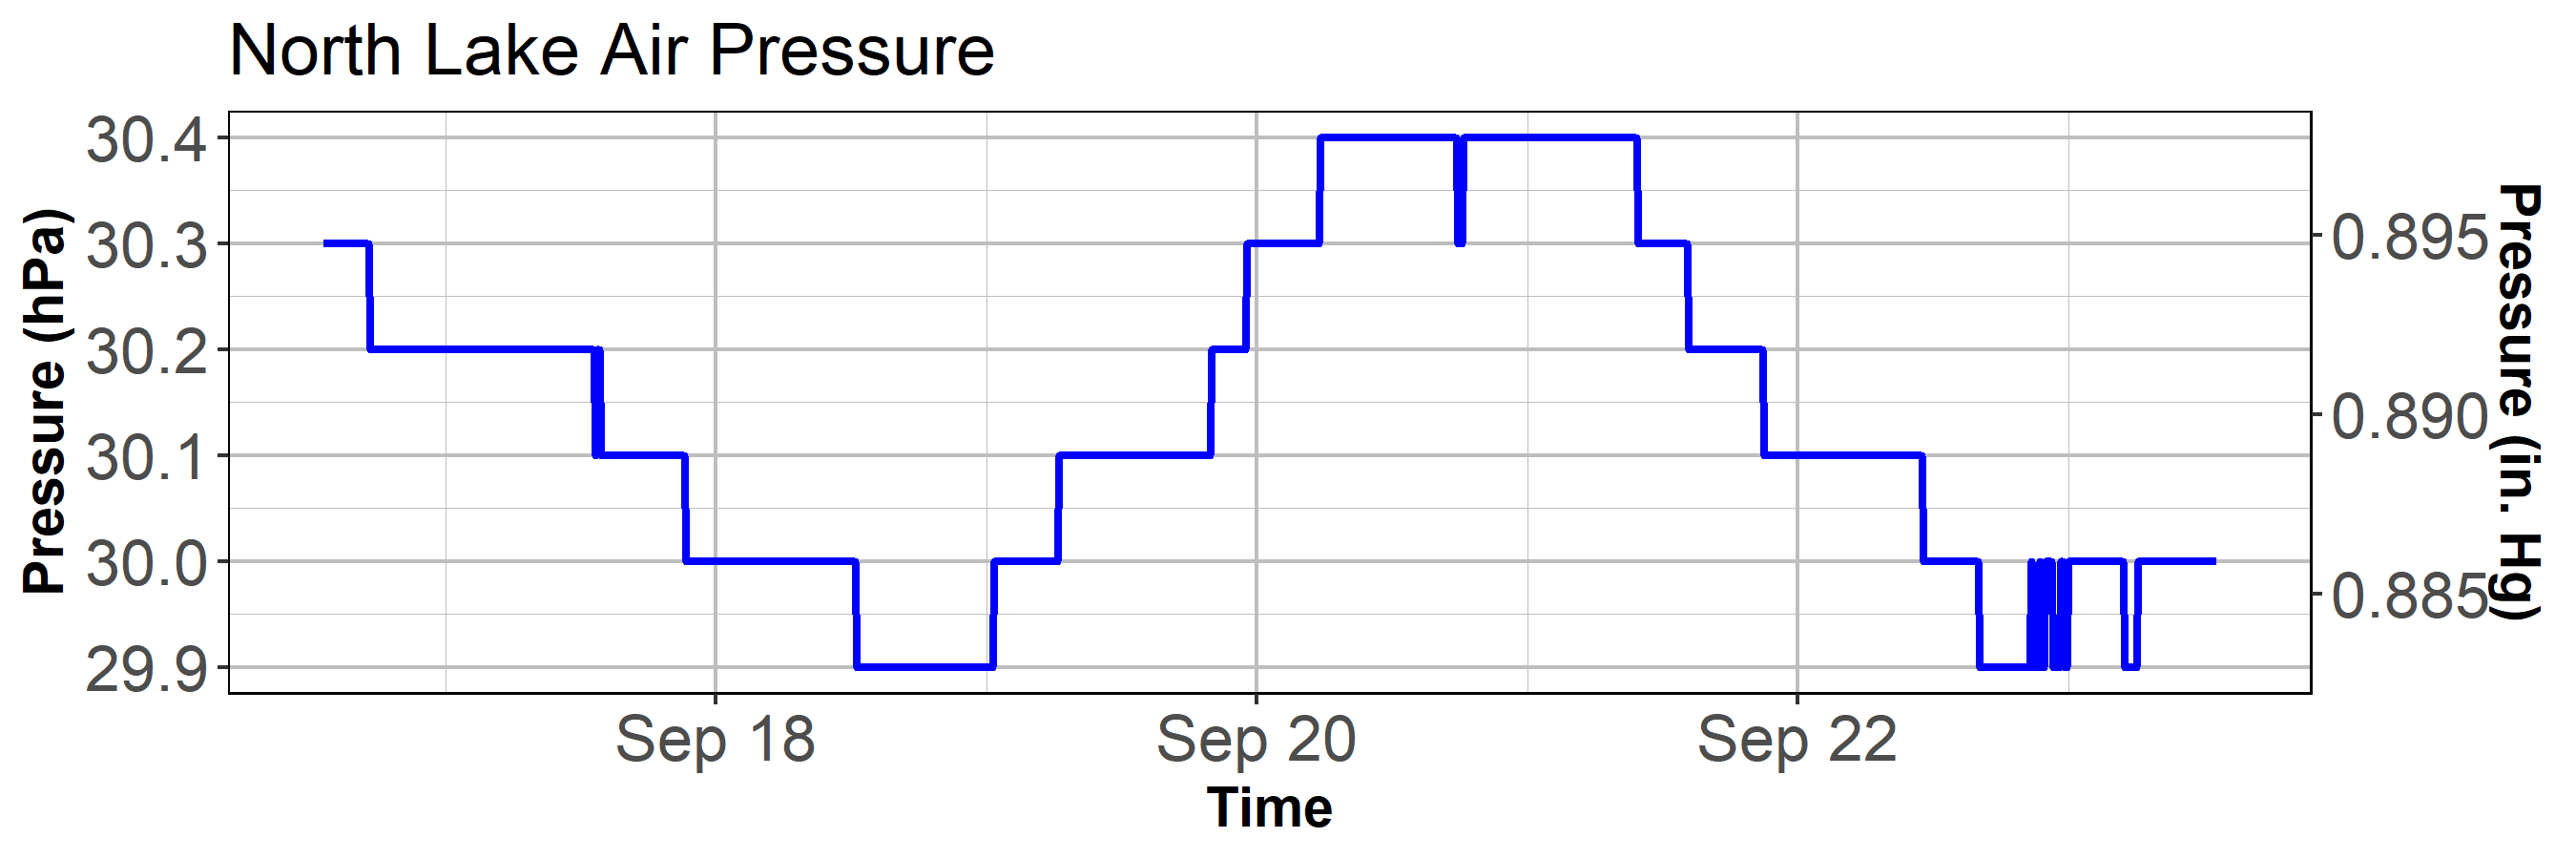 North Lake Air Pressure
Pressure (hPa)
30.4
30.3
30.2
30.1
30.0
29.9
0.895
0.890
0.885
Pressure (in. Hg)
Sep 18
Sep 20
Sep 22
Time